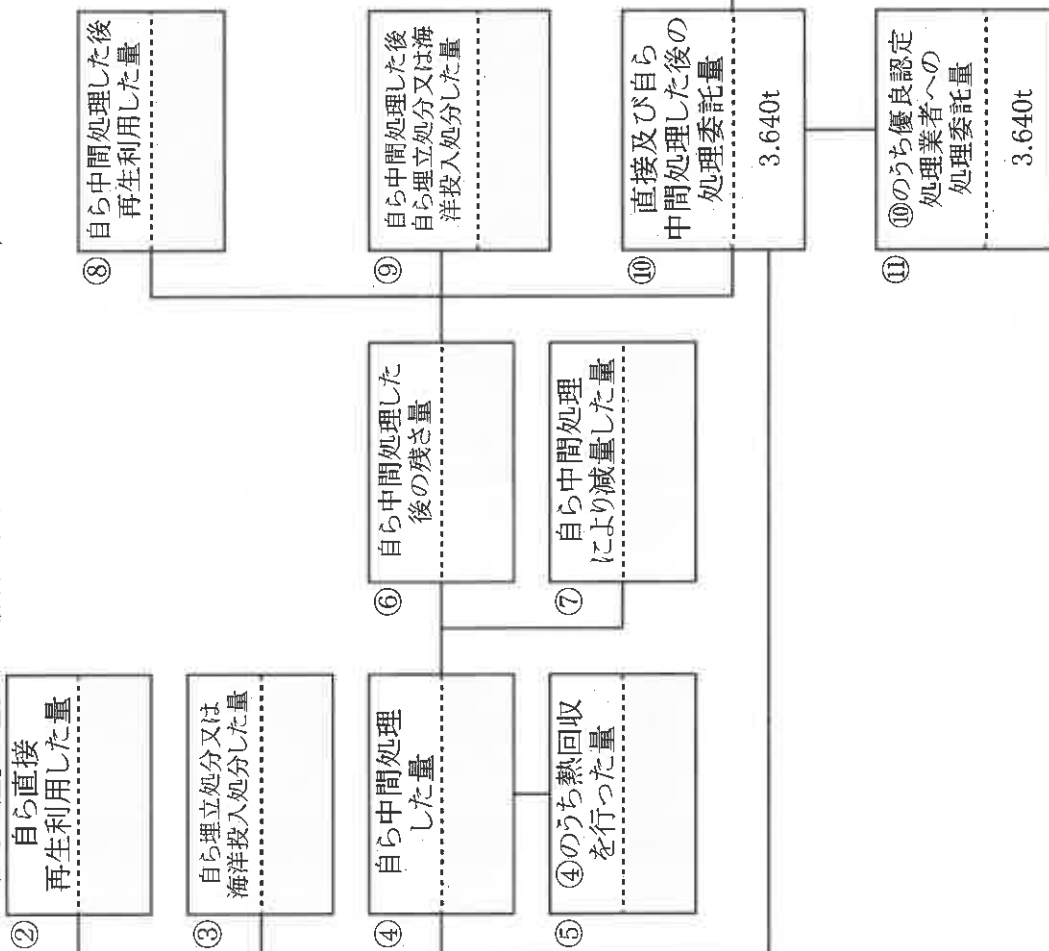 ②
自ら直接
再生利用した量
③
自ら埋立処分又は
海洋投入処分した量
④
自ら中間処理
した量
⑤
④のうち熱回収
を行った量
⑥
自ら中間処理した
後の残さ量
⑦
自ら中間処理
により減量した量
⑧
自ら中間処理した後
再生利用した量
⑨
自ら中間処理した後
自ら埋立処分又は海
洋投入処分した量
⑩
直接及び自ら
中間処理した後の
処理委託量
3.640t
⑪
⑩のうち優良認定
処理業者への
処理委託量
3.640t